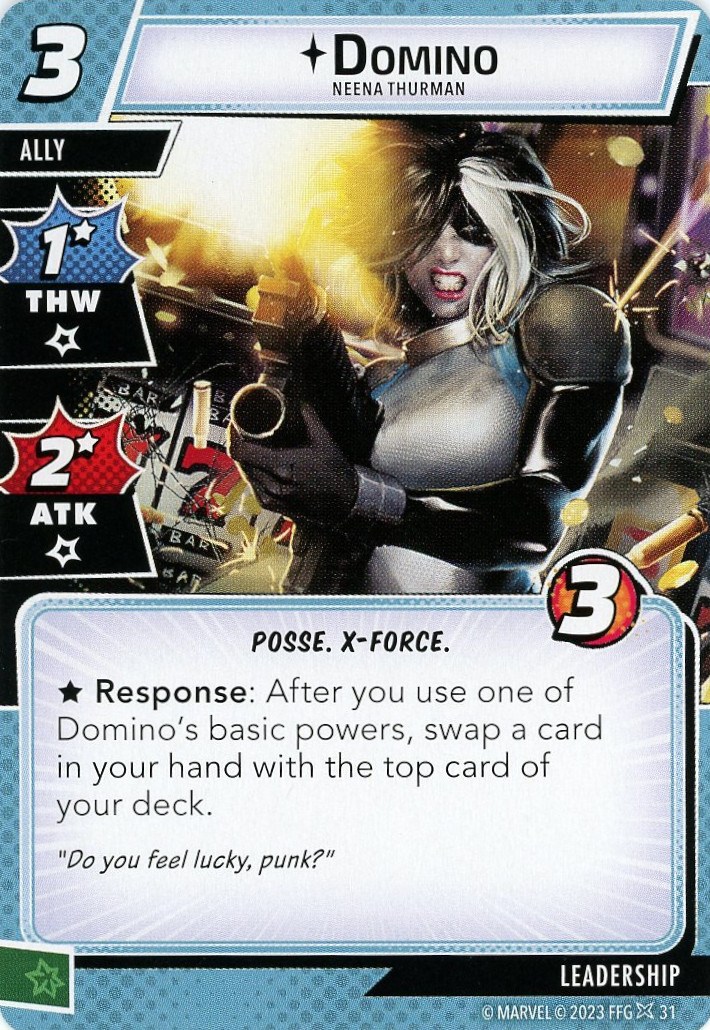 3
Domino
NEENA THURMAN
ALLY
1
THW
2
ATK
BAR
BAR
3
POSSE. X-FORCE.
Response: After you use one of
Domino's basic powers, swap a card
in your hand with the top card of
your deck.
"Do you feel lucky, punk?"
LEADERSHIP
© MARVEL © 2023 FFG 31